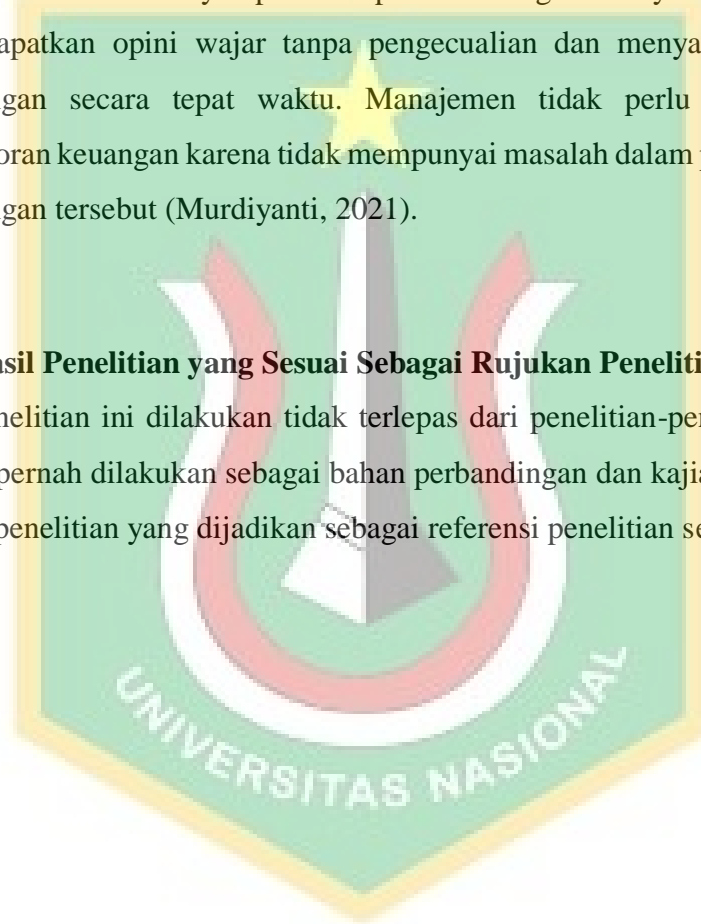 apatkan opini wajar tanpa pengecualian dan menya
ngan secara tepat waktu. Manajemen tidak perlu
oran keuangan karena tidak mempunyai masalah dalam p
ngan tersebut (Murdiyanti, 2021).
asil Penelitian yang Sesuai Sebagai Rujukan Peneliti
nelitian ini dilakukan tidak terlepas dari penelitian-pe
pernah dilakukan sebagai bahan perbandingan dan kajia
penelitian yang dijadikan sebagai referensi penelitian se
UNIVERSITAS NASIONAL